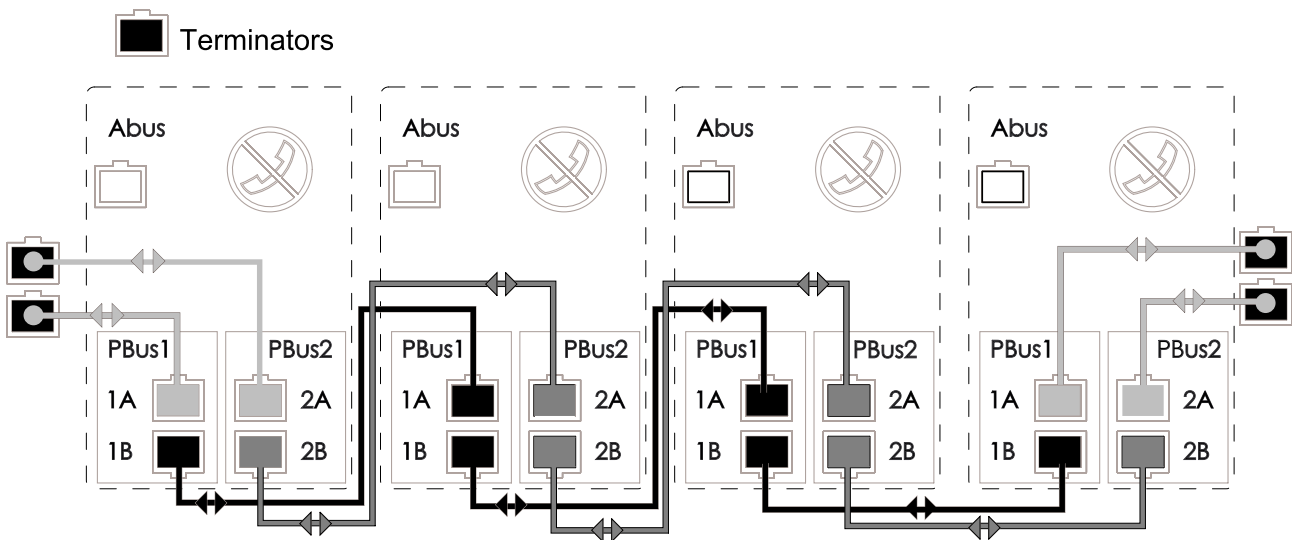 Terminators
Abus Abus Abus Abus
PBus1 PBus2 PBus1 PBus2 PBus1 PBus2 PBus1 PBus2
1A 2A 1A 2A 1A 2A 1A 2A
1B 2B 1B 2B 1B 2B 1B 2B